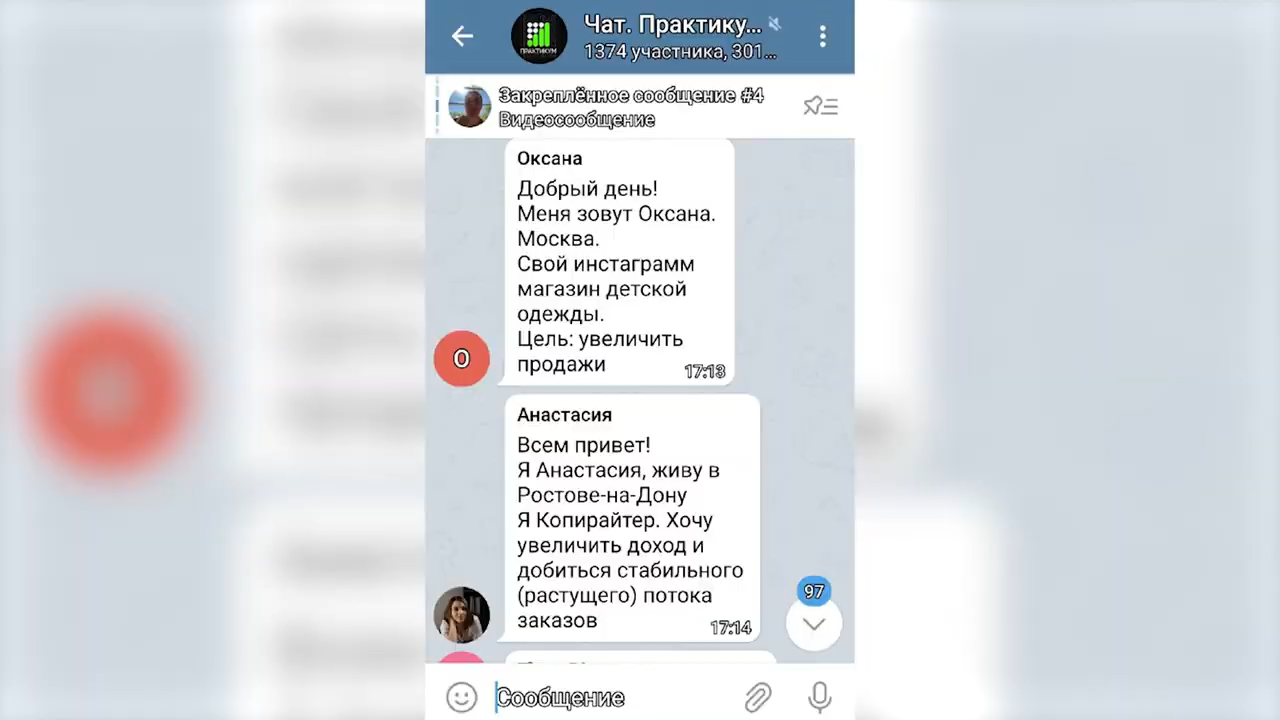 Чат. Практику...
1374 участника, 301...
ПРАКТИКУМ
Закреплённое сообщение #4
Видеосообщение
Оксана
Добрый день!
Меня зовут Оксана.
Москва.
Свой инстаграмм
магазин детской
одежды.
Цель: увеличить
продажи
17:13
О
Анастасия
Всем привет!
Я Анастасия, живу в
Ростове-на-Дону
Я Копирайтер. Хочу
увеличить доход и
добиться стабильного
(растущего) потока
заказов
17:14
97
Сообщение